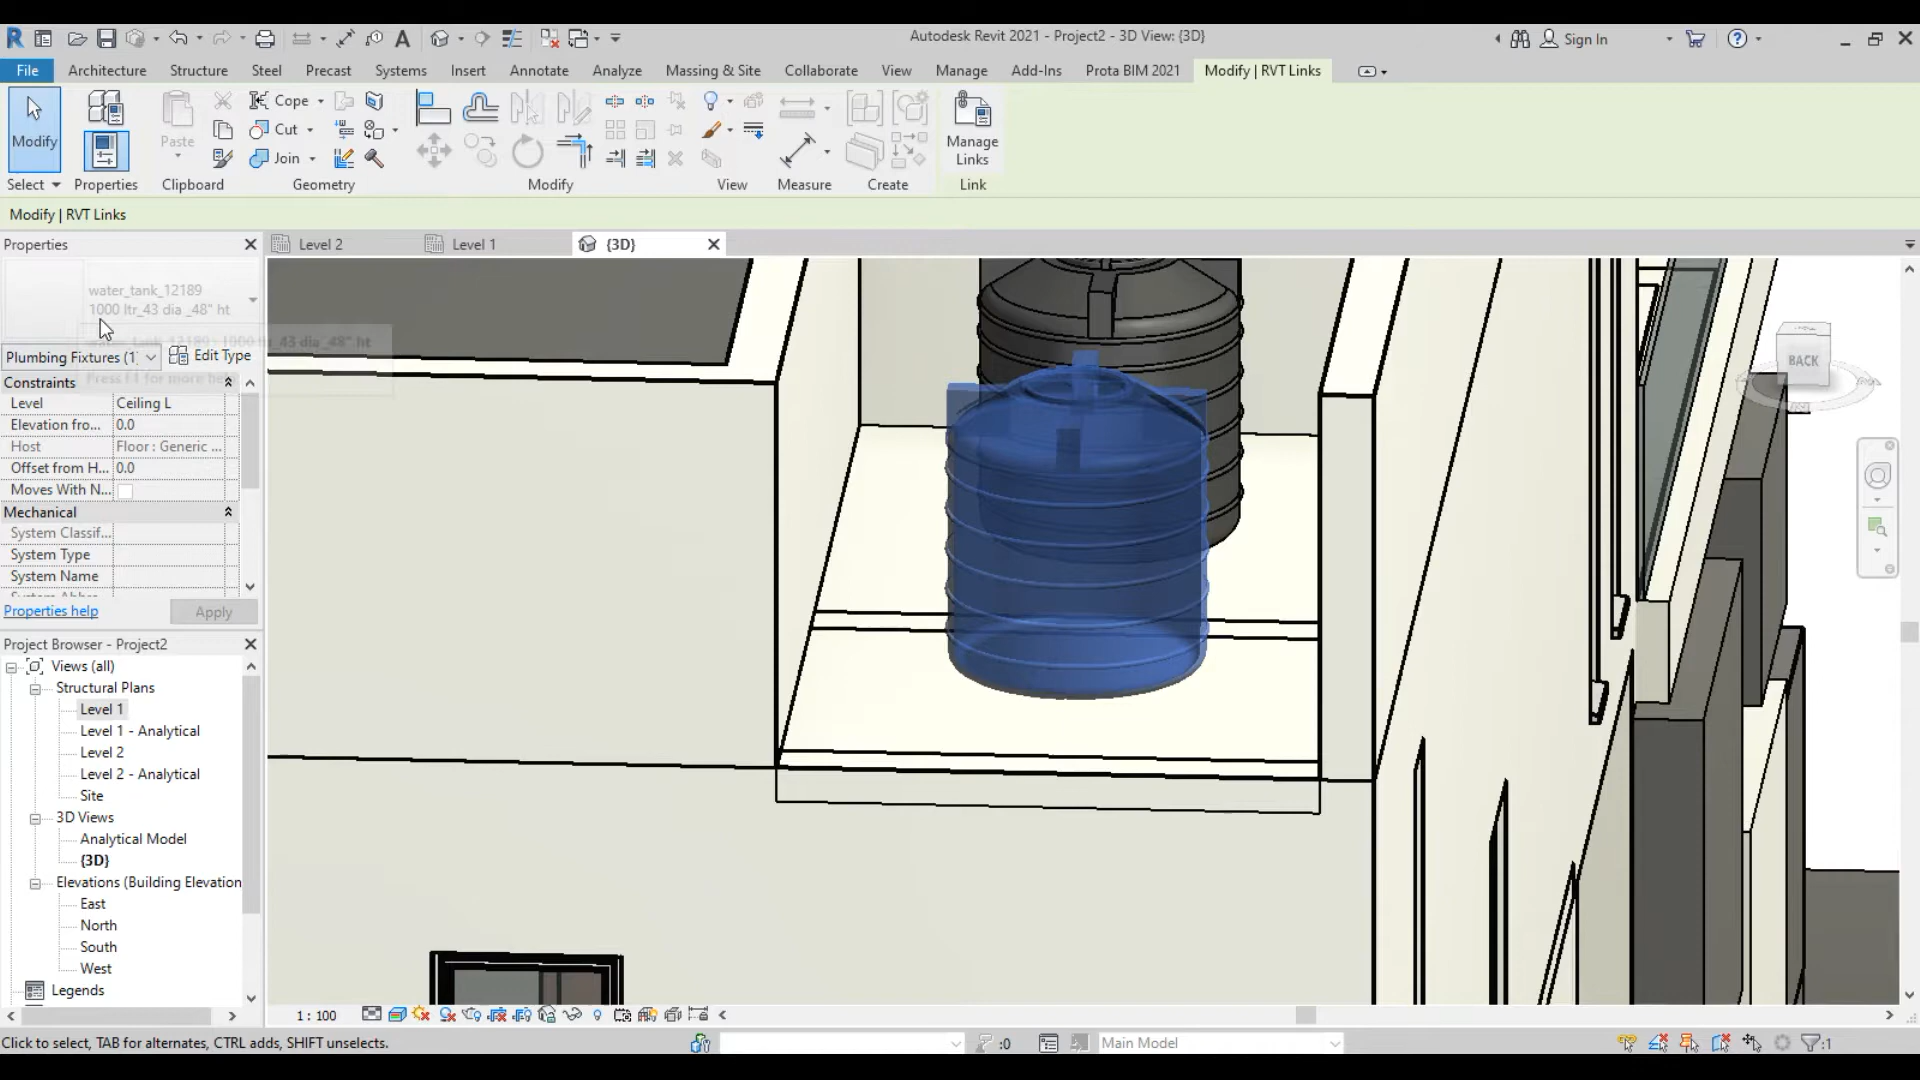 Autodesk Revit 2021 - Project2 - 3D View: {3D}
Sign In
File Architecture Structure Steel Precast Systems Insert Annotate Analyze Massing & Site Collaborate View Manage Add-Ins Prota BIM 2021 Modify | RVT Links
Modify
Paste
Cope
Cut
Join
Manage
Links
Select Properties Clipboard Geometry Modify View Measure Create Link
Modify | RVT Links
Properties
Level 2
Level 1
{3D}
water_tank_12189
1000 ltr_43 dia _48" ht
Plumbing Fixtures (1)
Edit Type
Constraints
Level Ceiling L
Elevation fro... 0.0
Host Floor : Generic ...
Offset from H... 0.0
Moves With N...
Mechanical
System Classif...
System Type
System Name
Properties help
Apply
Project Browser - Project2
Views (all)
Structural Plans
Level 1
Level 1 - Analytical
Level 2
Level 2 - Analytical
Site
3D Views
Analytical Model
{3D}
Elevations (Building Elevation
East
North
South
West
Legends
BACK
1 : 100
Click to select, TAB for alternates, CTRL adds, SHIFT unselects.
:0
Main Model
:1